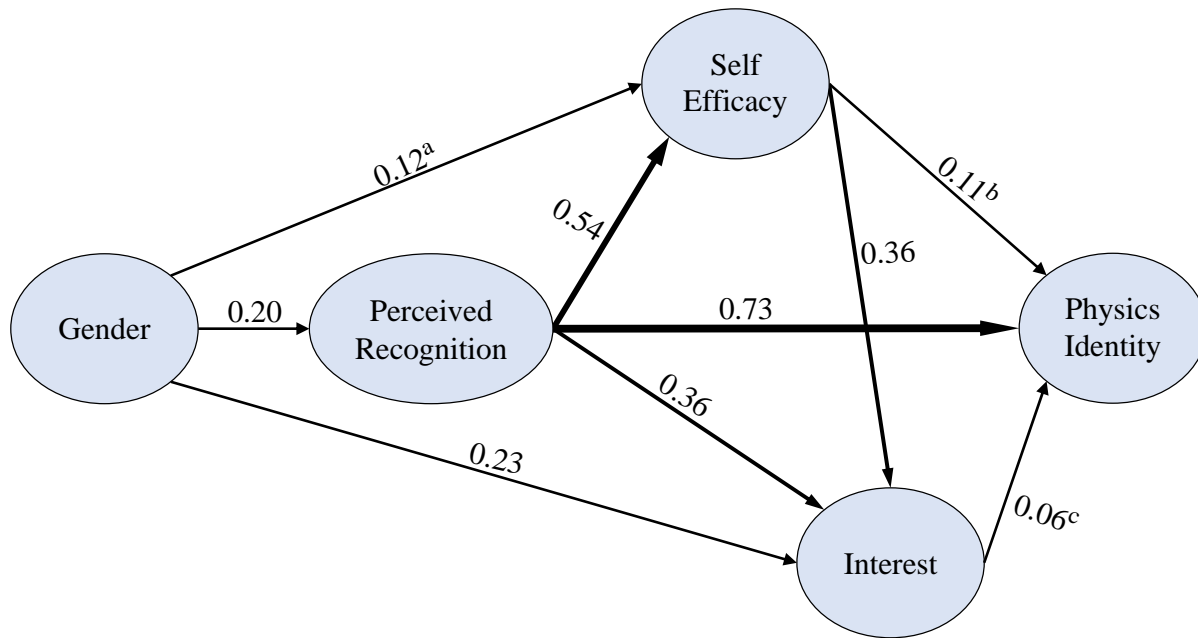 Self
Efficacy
0.12ᵃ
0.11ᵇ
0.54
0.36
Gender
0.20
Perceived
Recognition
0.73
Physics
Identity
0.36
0.23
0.06ᶜ
Interest